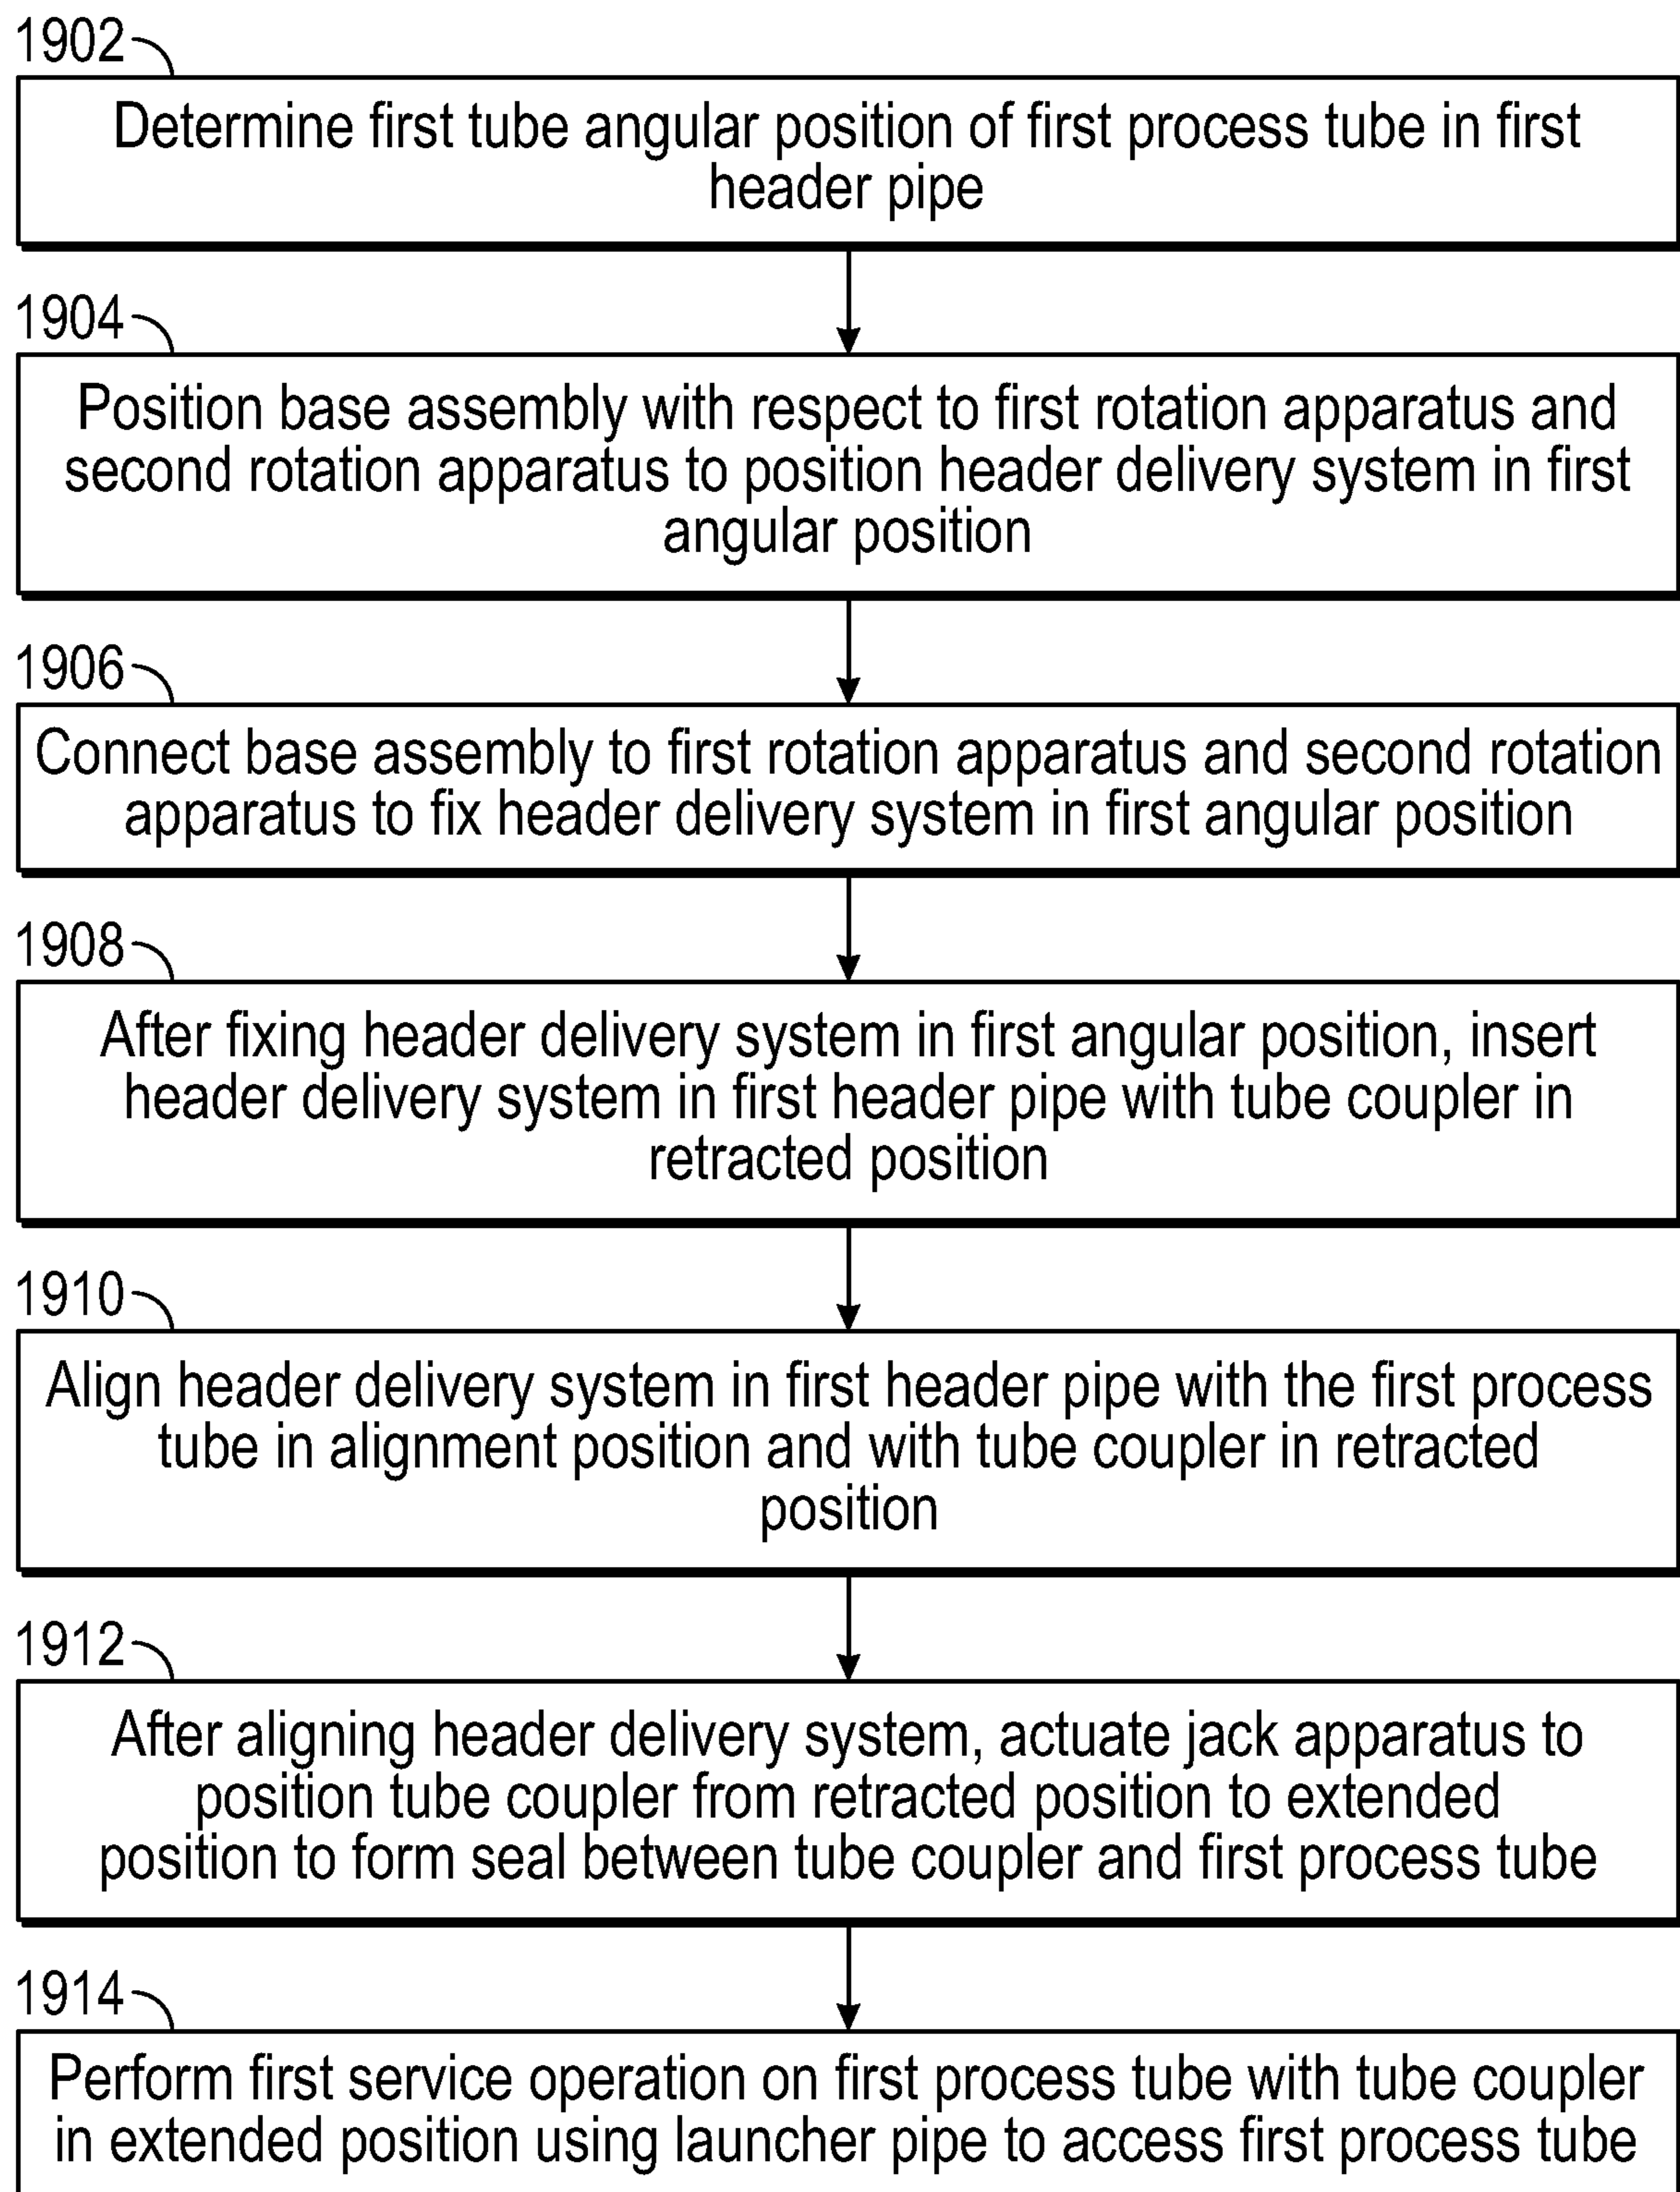 1902
Determine first tube angular position of first process tube in first
header pipe
1904
Position base assembly with respect to first rotation apparatus and
second rotation apparatus to position header delivery system in first
angular position
1906
Connect base assembly to first rotation apparatus and second rotation
apparatus to fix header delivery system in first angular position
1908
After fixing header delivery system in first angular position, insert
header delivery system in first header pipe with tube coupler in
retracted position
1910
Align header delivery system in first header pipe with the first process
tube in alignment position and with tube coupler in retracted
position
1912
After aligning header delivery system, actuate jack apparatus to
position tube coupler from retracted position to extended
position to form seal between tube coupler and first process tube
1914
Perform first service operation on first process tube with tube coupler
in extended position using launcher pipe to access first process tube